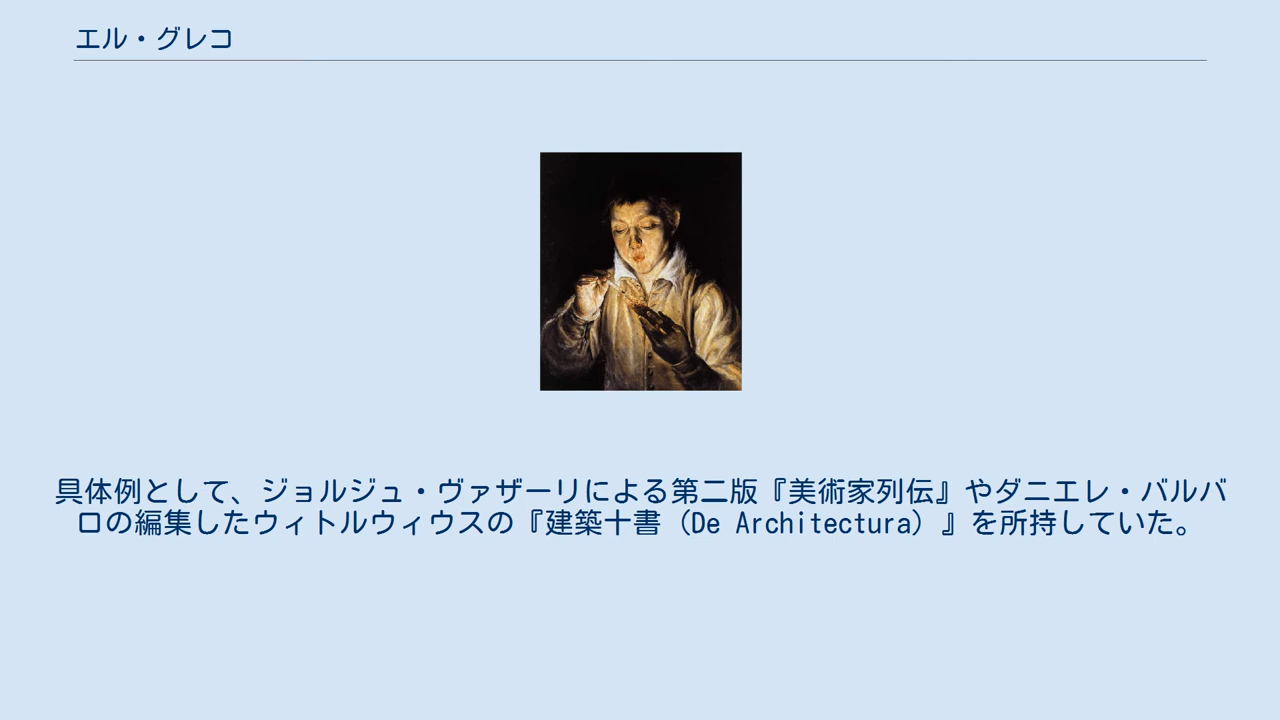 エル・グレコ
具体例として、ジョルジュ・ヴァザーリによる第二版『美術家列伝』やダニエレ・バルバ
ロの編集したウィトルウィウスの『建築十書（De Architectura）』を所持していた。